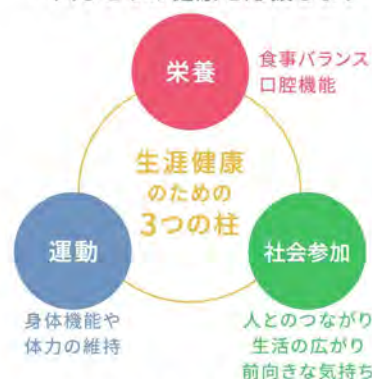 栄養
食事バランス
口腔機能
生涯健康
のための
3つの柱
運動
社会参加
身体機能や
体力の維持
人とのつながり
生活の広がり
前向きな気持ち